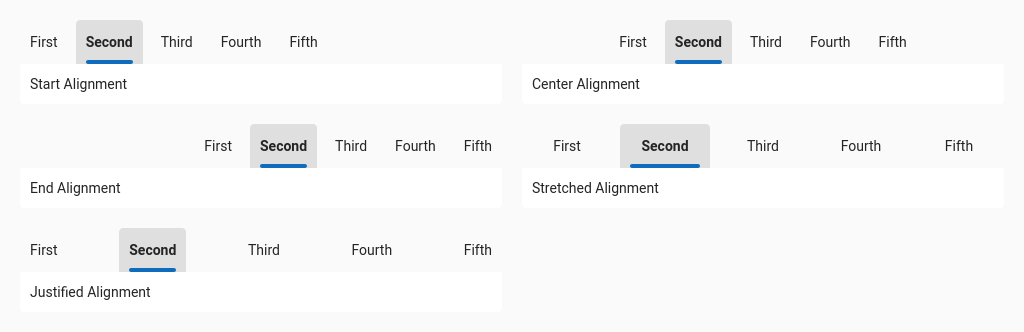 First Second Third Fourth Fifth
Start Alignment
First Second Third Fourth Fifth
Center Alignment
First Second Third Fourth Fifth
End Alignment
First Second Third Fourth Fifth
Stretched Alignment
First Second Third Fourth Fifth
Justified Alignment